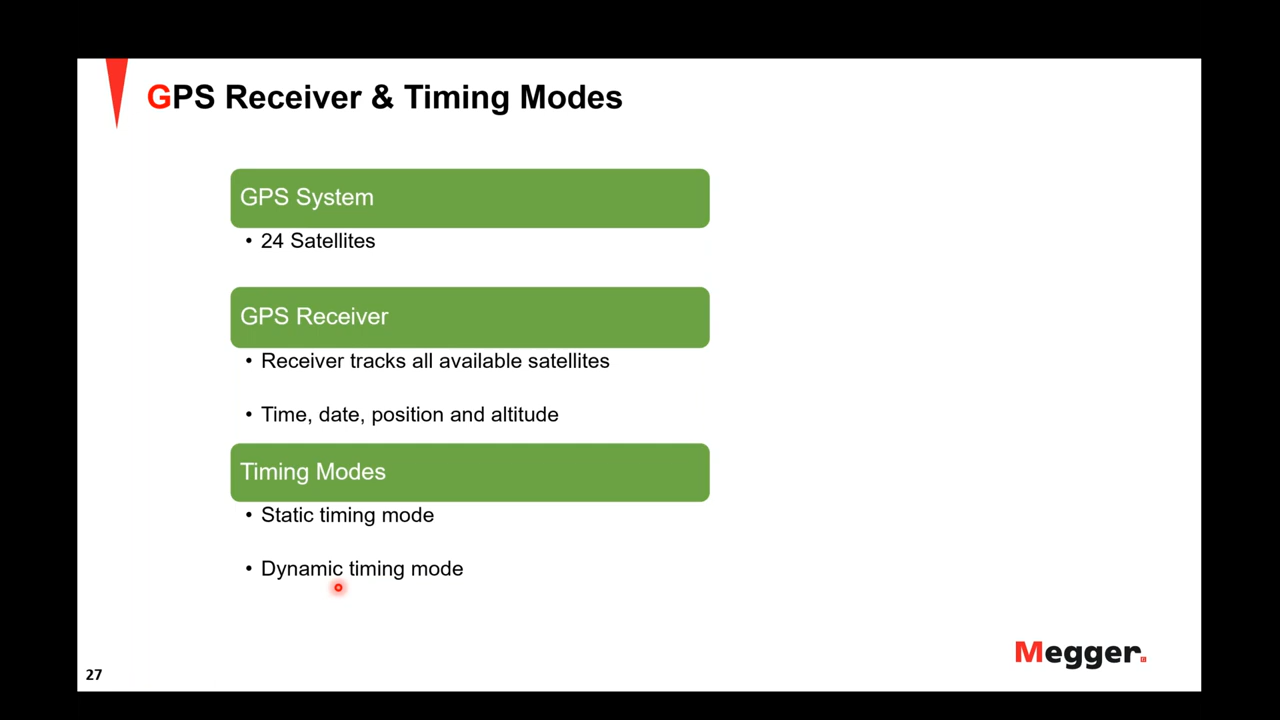 GPS Receiver & Timing Modes
GPS System
• 24 Satellites
GPS Receiver
• Receiver tracks all available satellites
• Time, date, position and altitude
Timing Modes
• Static timing mode
• Dynamic timing mode
Megger
27